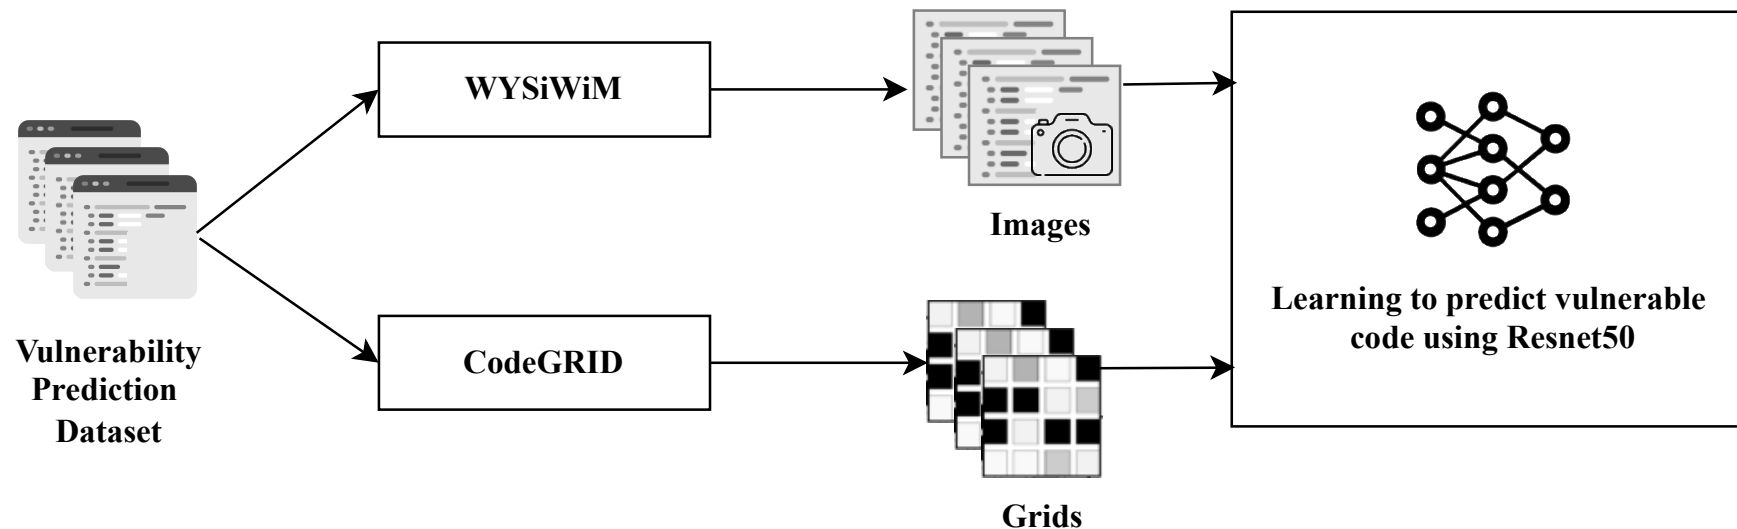 WYSiWiM
Images
Vulnerability
Prediction
Dataset
CodeGRID
Grids
Learning to predict vulnerable
code using Resnet50